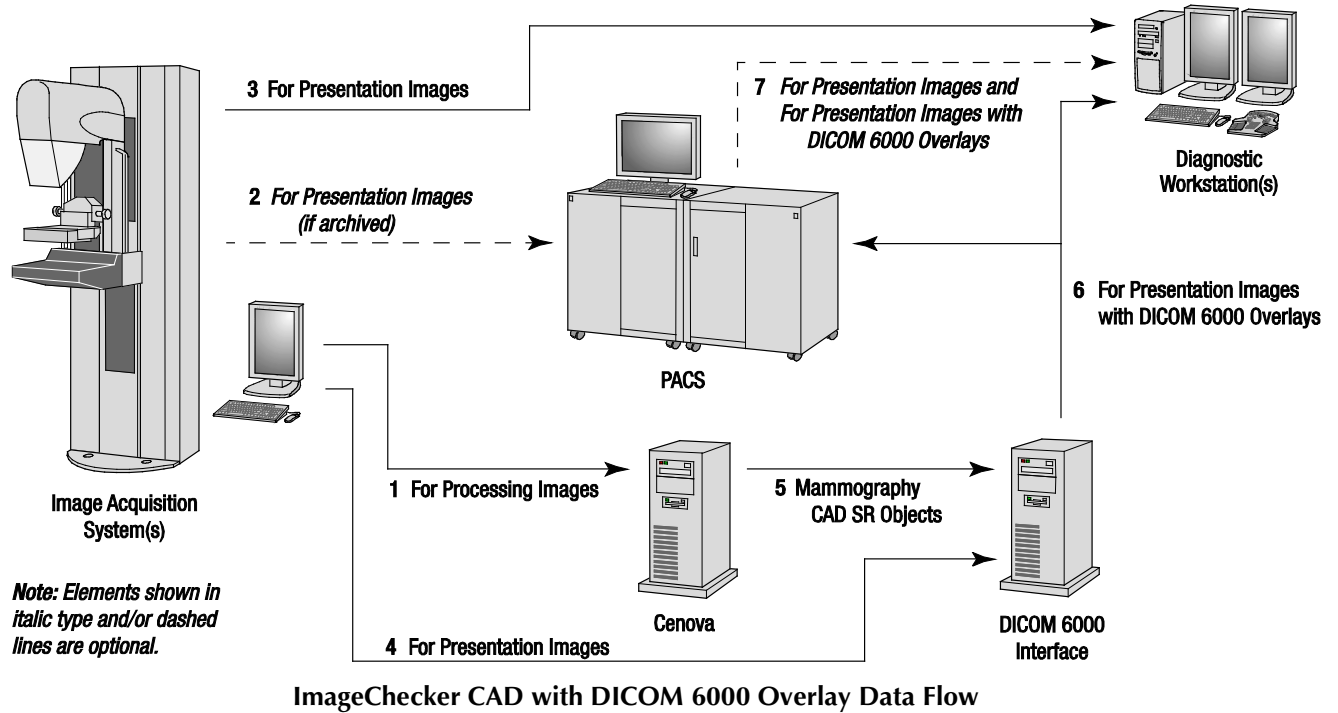 3 For Presentation Images
7 For Presentation Images and
For Presentation Images with
DICOM 6000 Overlays
Diagnostic
Workstation(s)
2 For Presentation Images
(if archived)
6 For Presentation Images
with DICOM 6000 Overlays
PACS
1 For Processing Images
5 Mammography
CAD SR Objects
Image Acquisition
System(s)
Note: Elements shown in
italic type and/or dashed
lines are optional.
Cenova
DICOM 6000
Interface
4 For Presentation Images
ImageChecker CAD with DICOM 6000 Overlay Data Flow